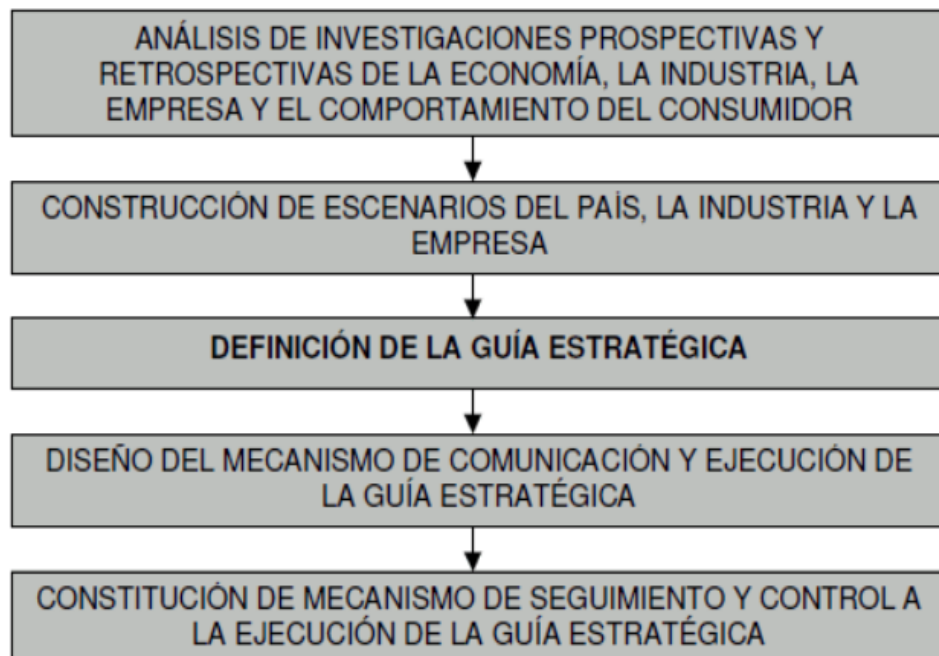 ANÁLISIS DE INVESTIGACIONES PROSPECTIVAS Y
RETROSPECTIVAS DE LA ECONOMÍA, LA INDUSTRIA, LA
EMPRESA Y EL COMPORTAMIENTO DEL CONSUMIDOR
CONSTRUCCIÓN DE ESCENARIOS DEL PAÍS, LA INDUSTRIA Y LA
EMPRESA
DEFINICIÓN DE LA GUÍA ESTRATÉGICA
DISEÑO DEL MECANISMO DE COMUNICACIÓN Y EJECUCIÓN DE
LA GUÍA ESTRATÉGICA
CONSTITUCIÓN DE MECANISMO DE SEGUIMIENTO Y CONTROL A
LA EJECUCIÓN DE LA GUÍA ESTRATÉGICA